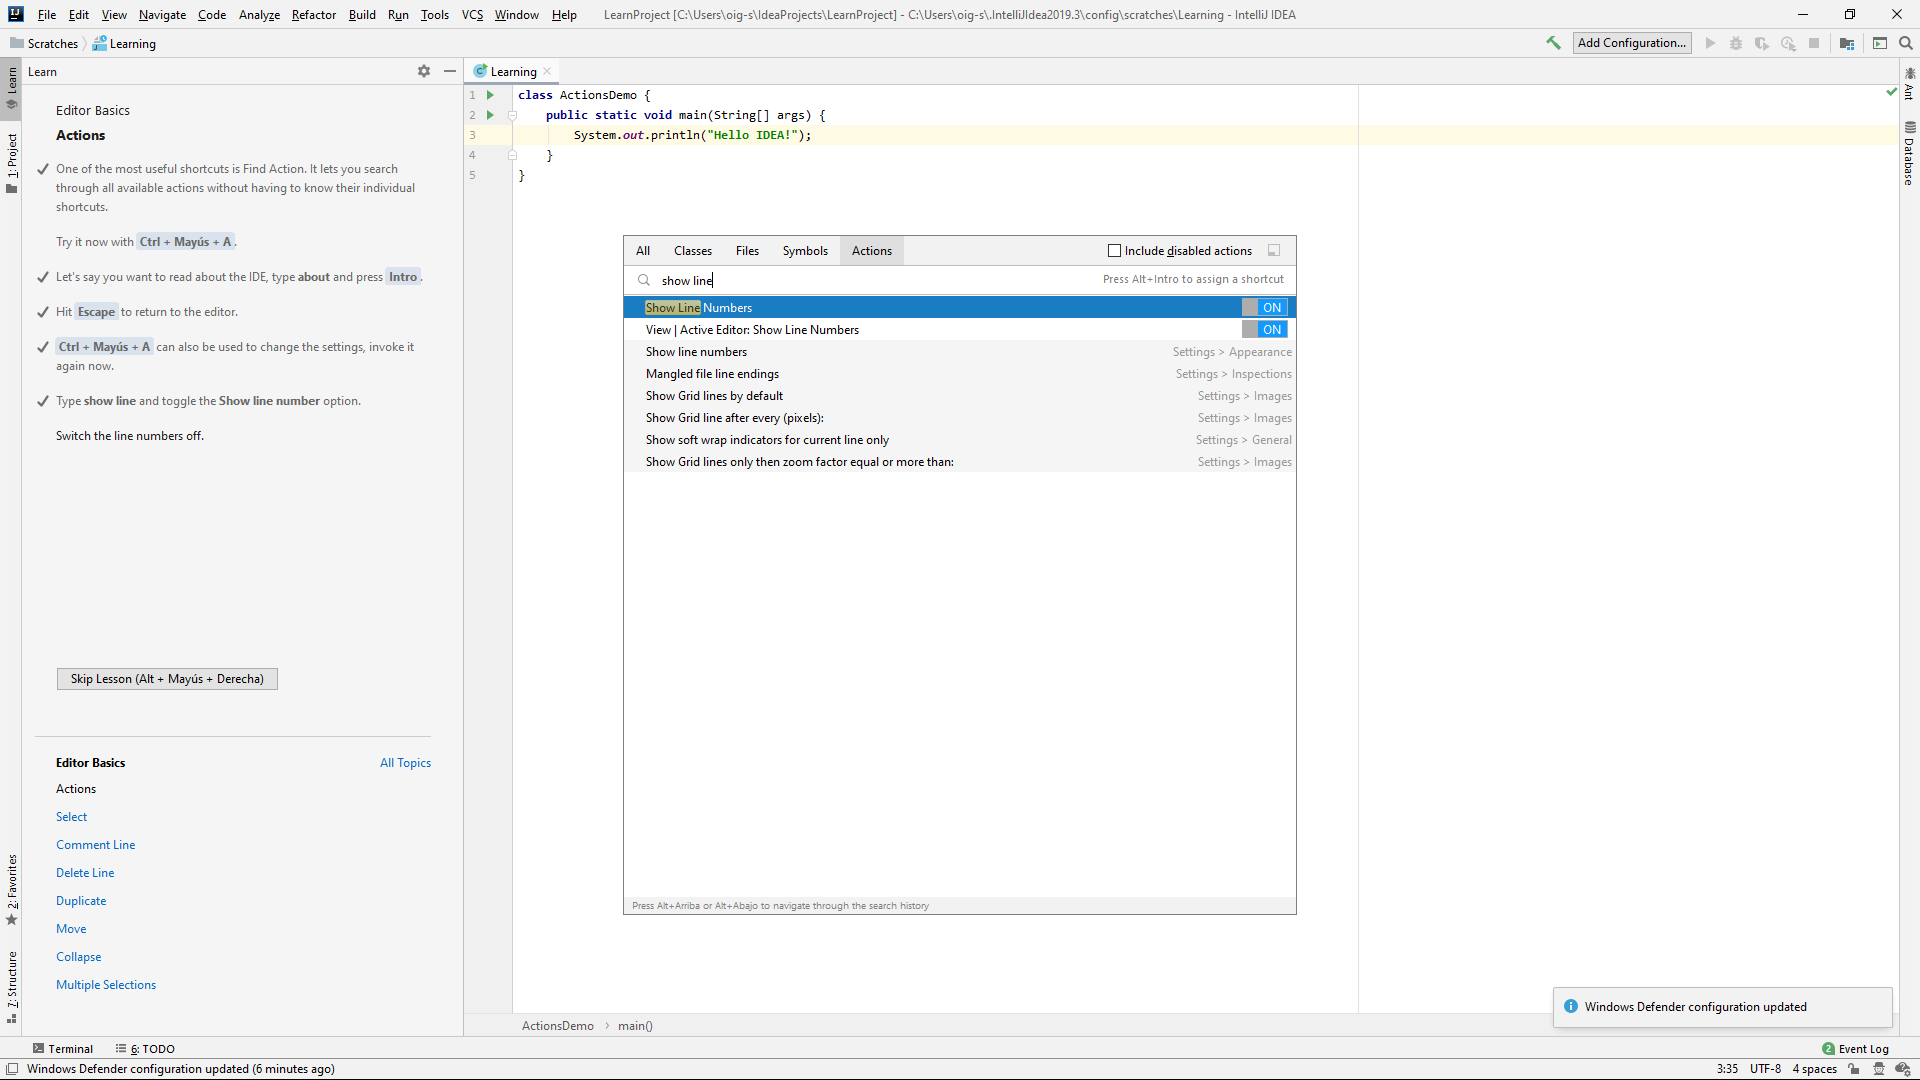 File Edit View Navigate Code Analyze Refactor Build Run Tools VCS Window Help LearnProject [C:\Users\oig-s\IdeaProjects\LearnProject] - C:\Users\oig-s\.IntelliJIdea2019.3\config\scratches\Learning - IntelliJ IDEA
Scratches Learning Add Configuration...
Learn
Learning
Learn
1: Project
2: Favorites
7: Structure
Ant
Database
Editor Basics
Actions
One of the most useful shortcuts is Find Action. It lets you search
through all available actions without having to know their individual
shortcuts.
Try it now with Ctrl + Mayús + A.
Let's say you want to read about the IDE, type about and press Intro.
Hit Escape to return to the editor.
Ctrl + Mayús + A can also be used to change the settings, invoke it
again now.
Type show line and toggle the Show line number option.
Switch the line numbers off.
Skip Lesson (Alt + Mayús + Derecha)
Editor Basics All Topics
Actions
Select
Comment Line
Delete Line
Duplicate
Move
Collapse
Multiple Selections
1 class ActionsDemo {
2 public static void main(String[] args) {
3 System.out.println("Hello IDEA!");
4 }
5 }
All Classes Files Symbols Actions Include disabled actions
show line Press Alt+Intro to assign a shortcut
Show Line Numbers ON
View | Active Editor: Show Line Numbers ON
Show line numbers Settings > Appearance
Mangled file line endings Settings > Inspections
Show Grid lines by default Settings > Images
Show Grid line after every (pixels): Settings > Images
Show soft wrap indicators for current line only Settings > General
Show Grid lines only then zoom factor equal or more than: Settings > Images
Press Alt+Arriba or Alt+Abajo to navigate through the search history
Windows Defender configuration updated
ActionsDemo › main()
Terminal 6: TODO 2 Event Log
Windows Defender configuration updated (6 minutes ago) 3:35 UTF-8 4 spaces